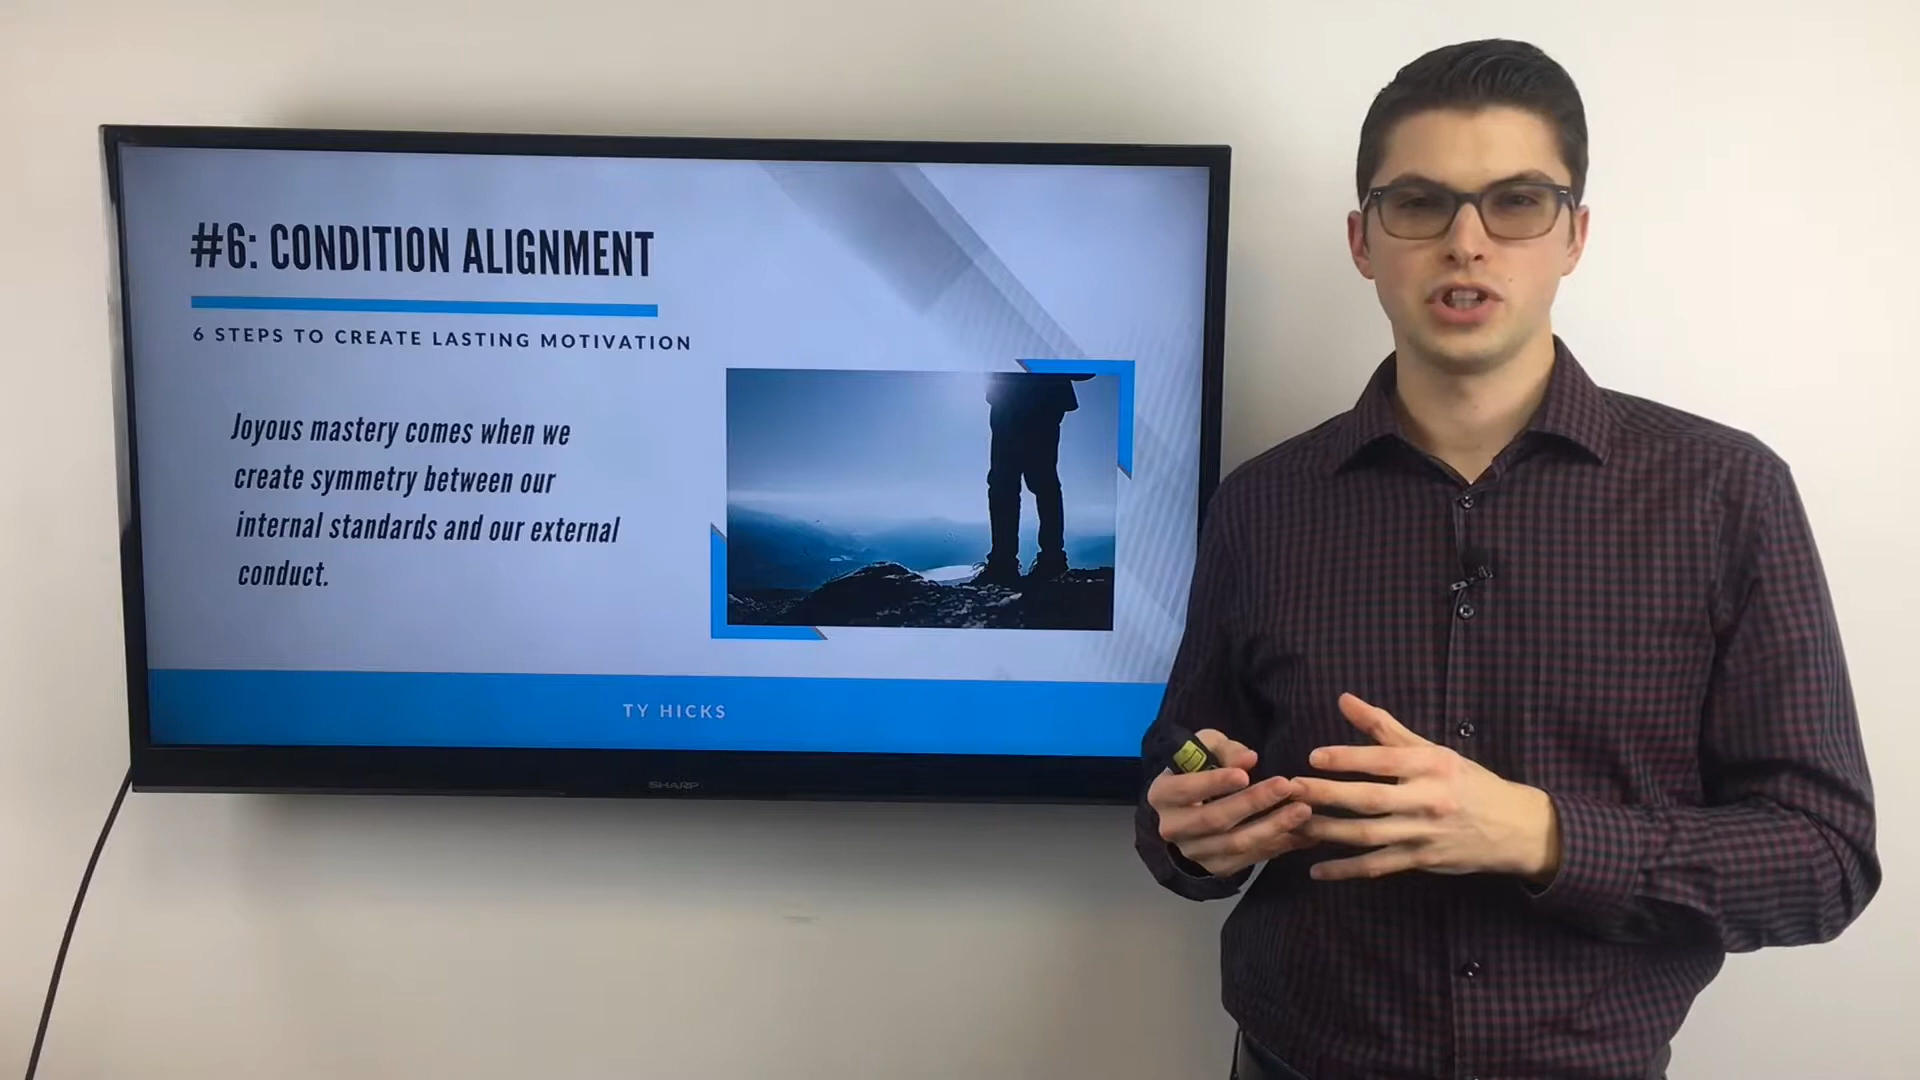 #6: CONDITION ALIGNMENT
6 STEPS TO CREATE LASTING MOTIVATION
Joyous mastery comes when we
create symmetry between our
internal standards and our external
conduct.
TY HICKS
SHARP